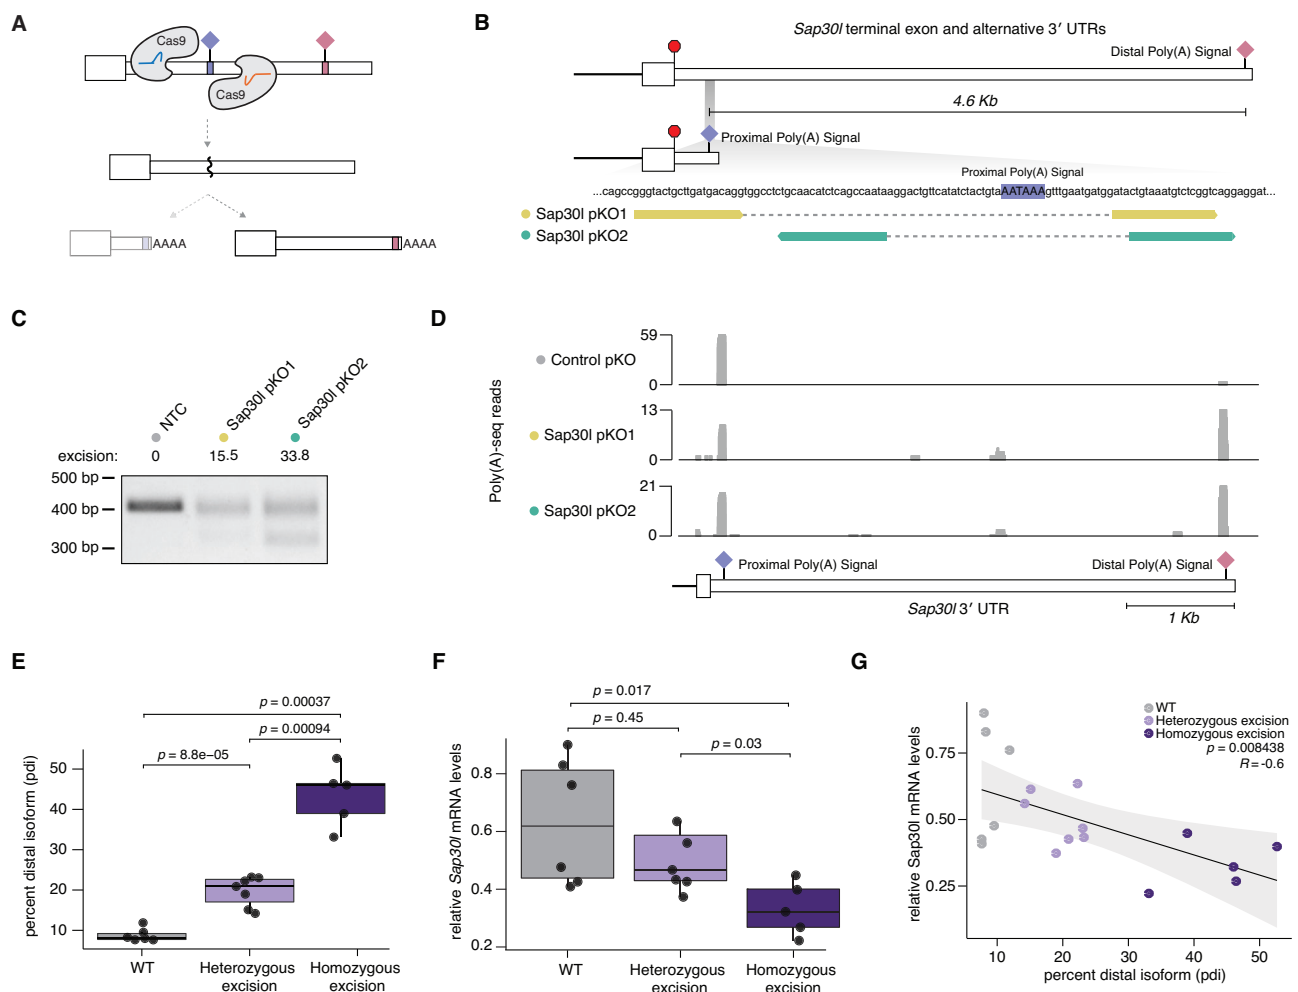 A
Cas9
Cas9
AAAA
AAAA
B
Sap30l terminal exon and alternative 3′ UTRs
Distal Poly(A) Signal
4.6 Kb
Proximal Poly(A) Signal
Proximal Poly(A) Signal
...cagccgggtactgcttgatgacaggtggcctctgcaacatctcagccaataaggactgttcatatctactgtaAATAAAgtttgaatgatggatactgtaaatgtctcggtcaggaggat...
Sap30l pKO1
Sap30l pKO2
C
NTC
Sap30l pKO1
Sap30l pKO2
excision: 0 15.5 33.8
500 bp
400 bp
300 bp
D
Poly(A)-seq reads
Control pKO
59
0
Sap30l pKO1
13
0
Sap30l pKO2
21
0
Proximal Poly(A) Signal
Distal Poly(A) Signal
Sap30l 3′ UTR
1 Kb
E
percent distal isoform (pdi)
p = 0.00037
p = 0.00094
p = 8.8e−05
50
40
30
20
10
WT
Heterozygous excision
Homozygous excision
F
relative Sap30l mRNA levels
p = 0.017
p = 0.45
p = 0.03
0.8
0.6
0.4
0.2
WT
Heterozygous excision
Homozygous excision
G
relative Sap30l mRNA levels
WT
Heterozygous excision
Homozygous excision
p = 0.008438
R = -0.6
0.75
0.50
0.25
10 20 30 40 50
percent distal isoform (pdi)